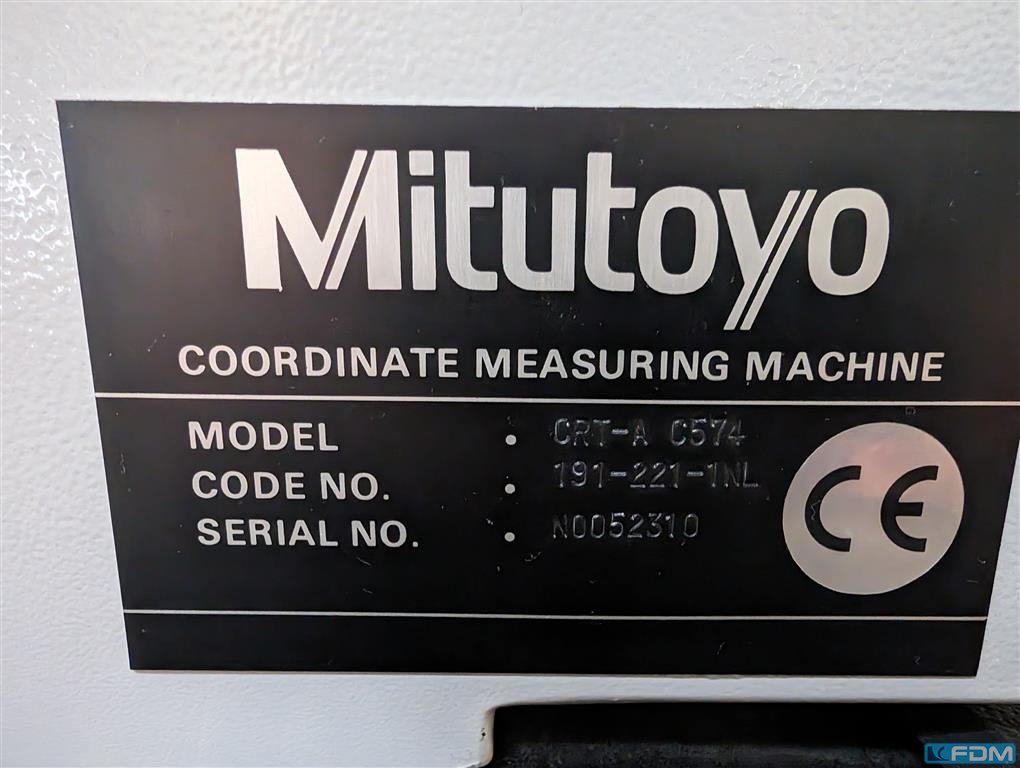 Mitutoyo
COORDINATE MEASURING MACHINE
MODEL : CRT-A C574
CODE NO. : 191-221-1NL
SERIAL NO. : N0052310
CE
FDM